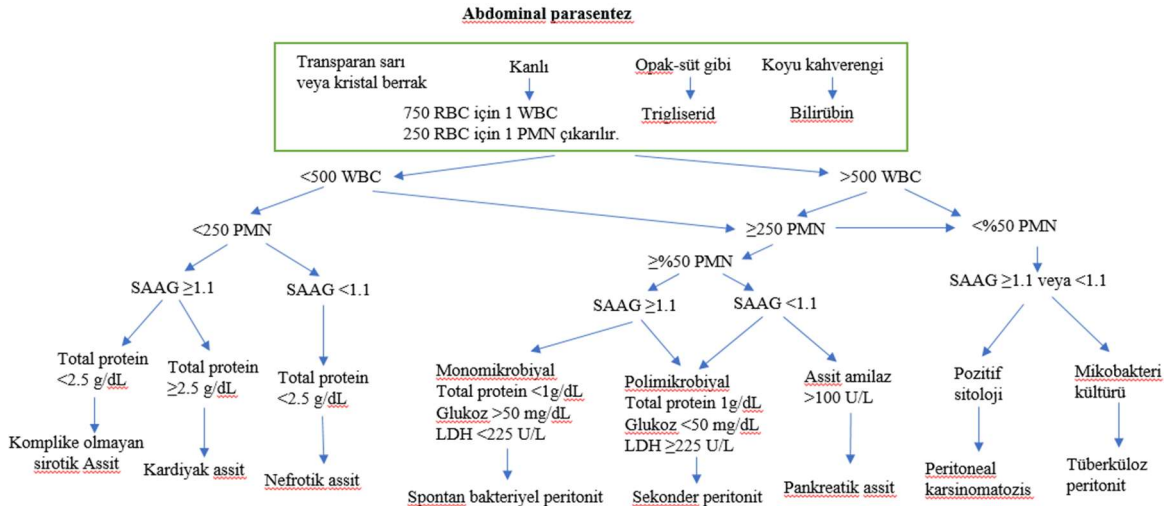 Abdominal parasentez
Transparan sarı
veya kristal berrak
Kanlı
Opak-süt gibi
Koyu kahverengi
750 RBC için 1 WBC
250 RBC için 1 PMN çıkarılır.
Trigliserid
Bilirübin
<500 WBC
>500 WBC
<250 PMN
≥250 PMN
<%50 PMN
≥%50 PMN
SAAG ≥1.1
SAAG <1.1
SAAG ≥1.1
SAAG <1.1
SAAG ≥1.1 veya <1.1
Total protein
<2.5 g/dL
Total protein
≥2.5 g/dL
Total protein
<2.5 g/dL
Monomikrobiyal
Total protein <1g/dL
Glukoz >50 mg/dL
LDH <225 U/L
Polimikrobiyal
Total protein 1g/dL
Glukoz <50 mg/dL
LDH ≥225 U/L
Assit amilaz
>100 U/L
Pozitif
sitoloji
Mikobakteri
kültürü
Komplike olmayan
sirotik Assit
Kardiyak assit
Nefrotik assit
Spontan bakteriyel peritonit
Sekonder peritonit
Pankreatik assit
Peritoneal
karsinomatozis
Tüberküloz
peritonit